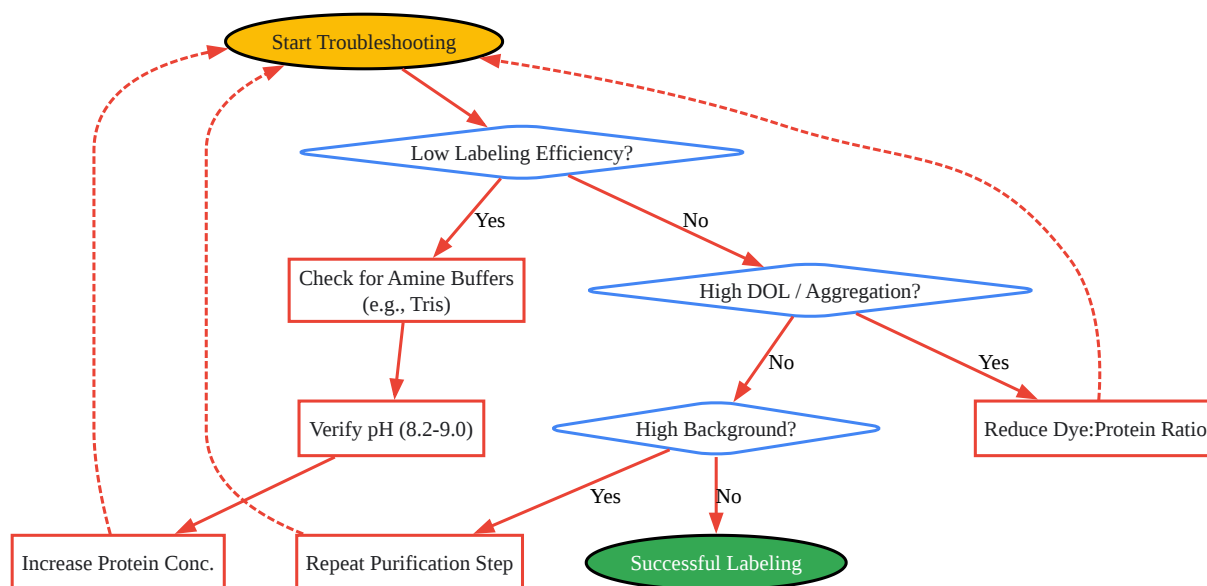 Start Troubleshooting
Low Labeling Efficiency?
Yes
No
Check for Amine Buffers
(e.g., Tris)
High DOL / Aggregation?
No
Yes
Verify pH (8.2-9.0)
High Background?
Reduce Dye:Protein Ratio
Yes
No
Increase Protein Conc.
Repeat Purification Step
Successful Labeling